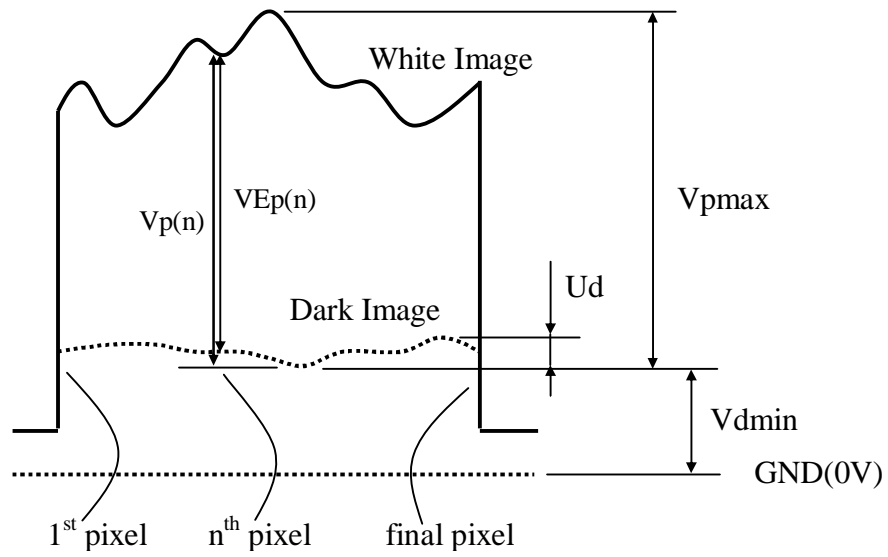 White Image
Vp(n)
VEp(n)
Vpmax
Ud
Dark Image
Vdmin
GND(0V)
1st pixel
nth pixel
final pixel